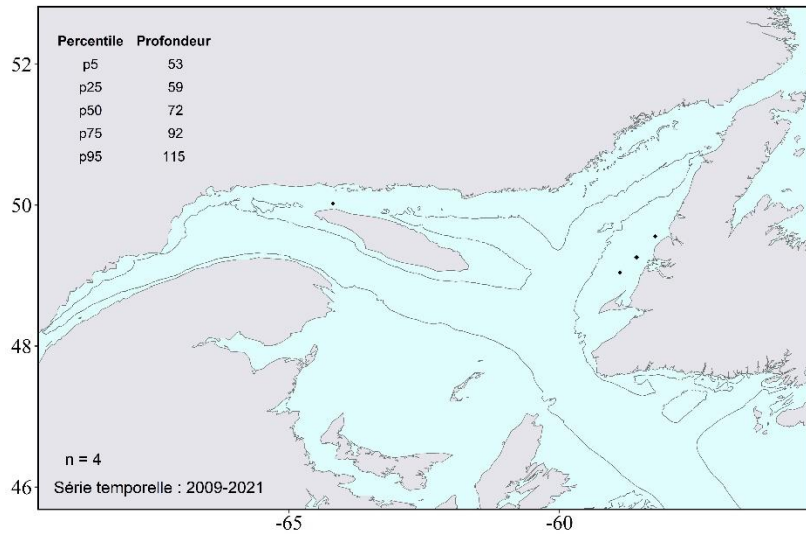 Percentile Profondeur
p5 53
p25 59
p50 72
p75 92
p95 115
52
50
48
46
n = 4
Série temporelle : 2009-2021
-65 -60